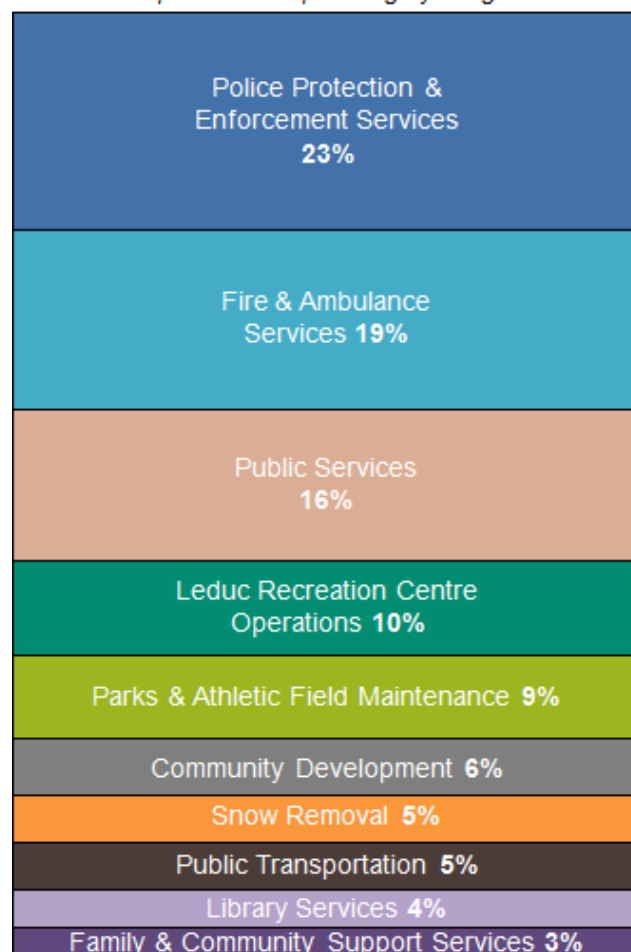 Police Protection &
Enforcement Services
23%
Fire & Ambulance
Services 19%
Public Services
16%
Leduc Recreation Centre
Operations 10%
Parks & Athletic Field Maintenance 9%
Community Development 6%
Snow Removal 5%
Public Transportation 5%
Library Services 4%
Family & Community Support Services 3%